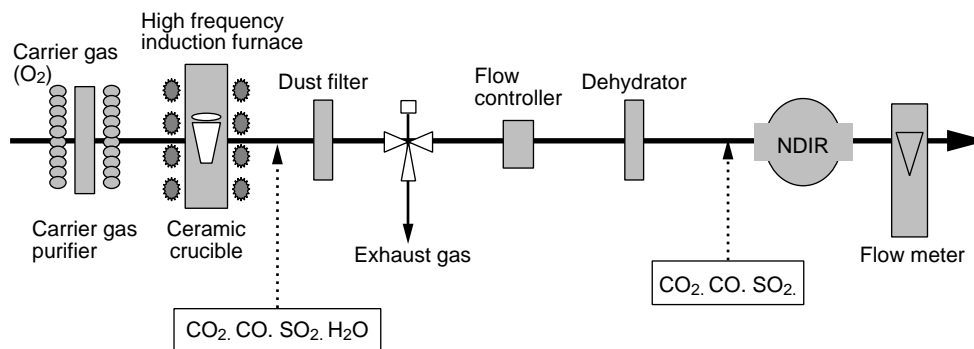 High frequency
induction furnace
Carrier gas
(O2)
Dust filter
Flow
controller
Dehydrator
NDIR
Carrier gas
purifier
Ceramic
crucible
Exhaust gas
Flow meter
CO2. CO. SO2.
CO2. CO. SO2. H2O